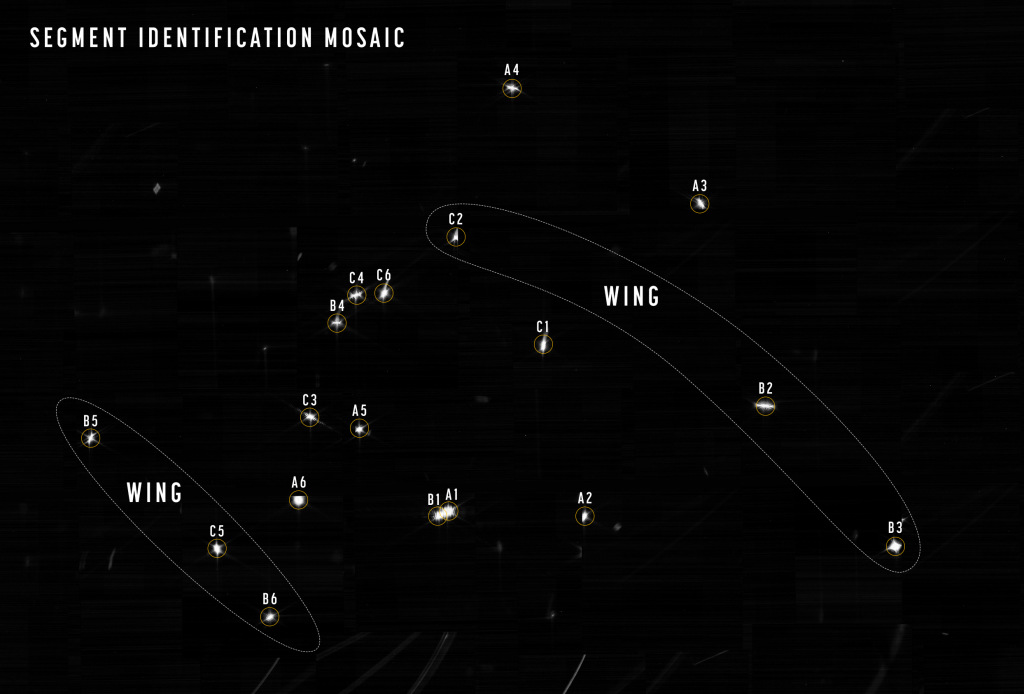 SEGMENT IDENTIFICATION MOSAIC
A4
A3
C2
C4 C6
WING
B4
C1
B2
C3 A5
B5
A6
WING
B1 A1
A2
C5
B3
B6